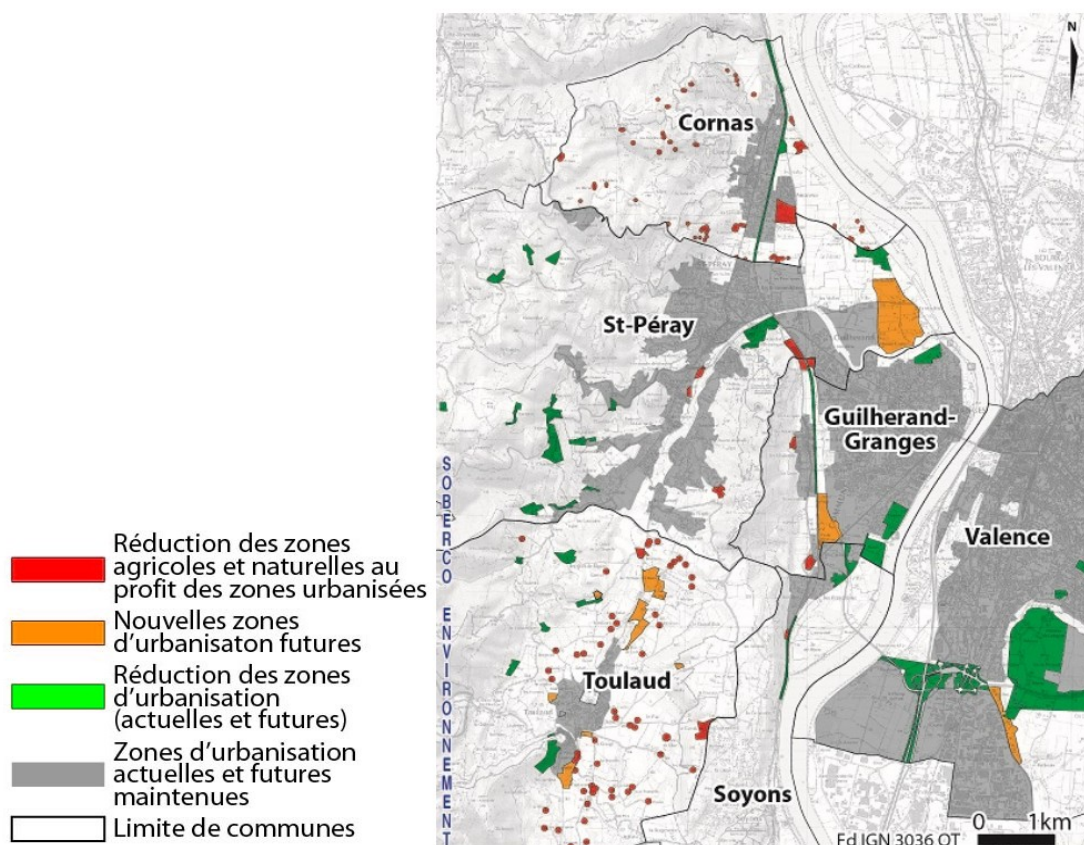 N
Cornas
St-Péray
Guilherand-
Granges
Valence
Toulaud
Soyons
SOBERCO ENVIRONNEMENT
Réduction des zones
agricoles et naturelles au
profit des zones urbanisées
Nouvelles zones
d'urbanisaton futures
Réduction des zones
d'urbanisation
(actuelles et futures)
Zones d'urbanisation
actuelles et futures
maintenues
Limite de communes
Fd IGN 3036 OT
0 1km